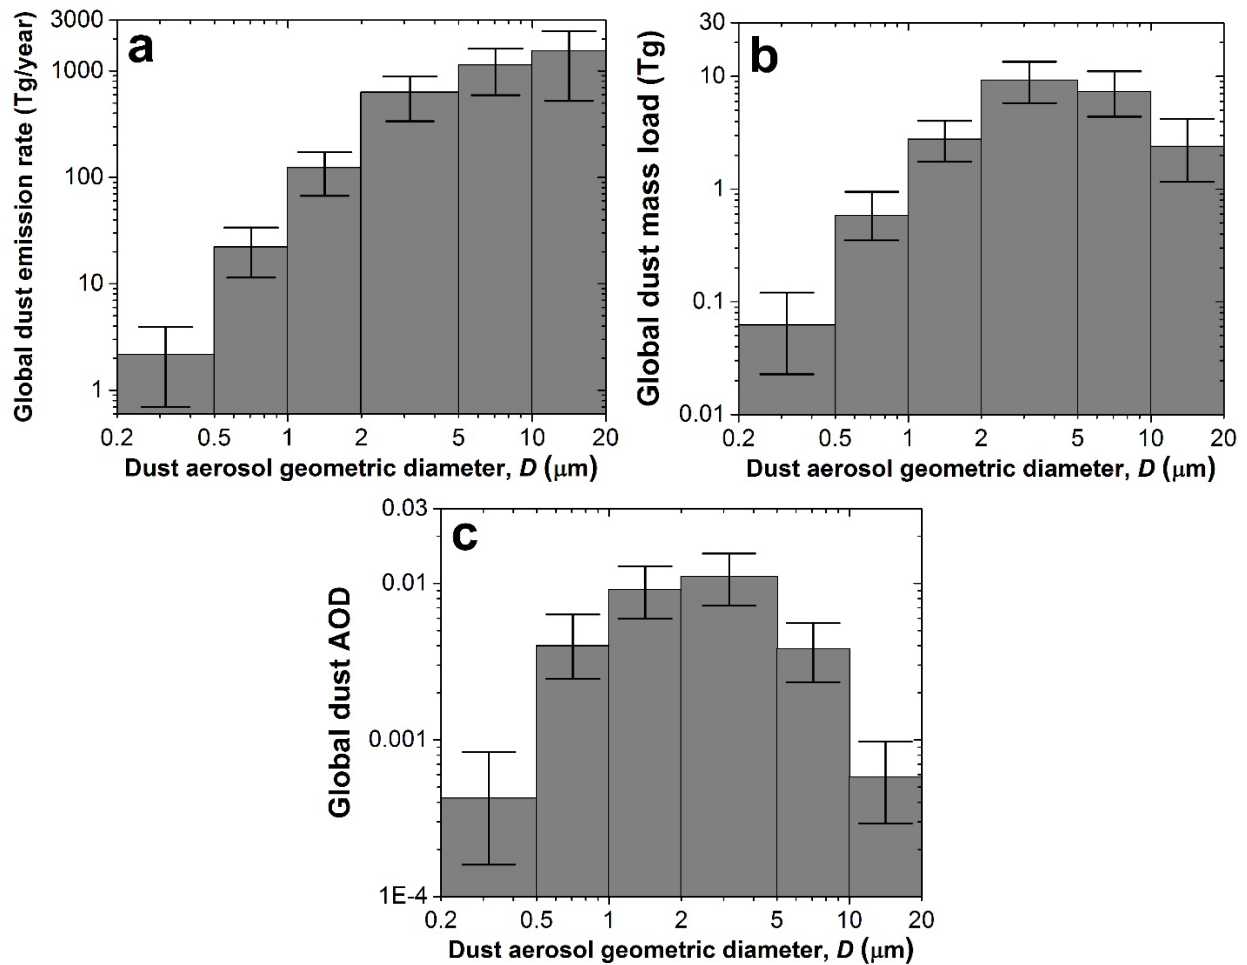 a
Global dust emission rate (Tg/year)
3000
1000
100
10
1
0.2 0.5 1 2 5 10 20
Dust aerosol geometric diameter, D (μm)
b
Global dust mass load (Tg)
30
10
1
0.1
0.01
0.2 0.5 1 2 5 10 20
Dust aerosol geometric diameter, D (μm)
c
Global dust AOD
0.03
0.01
0.001
1E-4
0.2 0.5 1 2 5 10 20
Dust aerosol geometric diameter, D (μm)